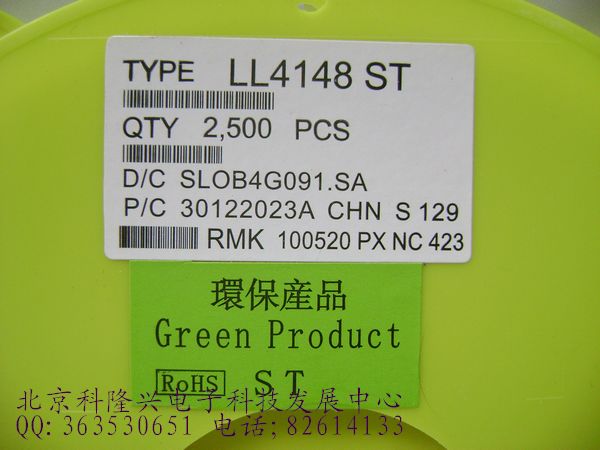 TYPE LL4148 ST
QTY 2,500 PCS
D/C SLOB4G091.SA
P/C 30122023A CHN S 129
RMK 100520 PX NC 423
環保産品
Green Product
RoHS ST
北京科隆兴电子科技发展中心
QQ:363530651 电话;82614133